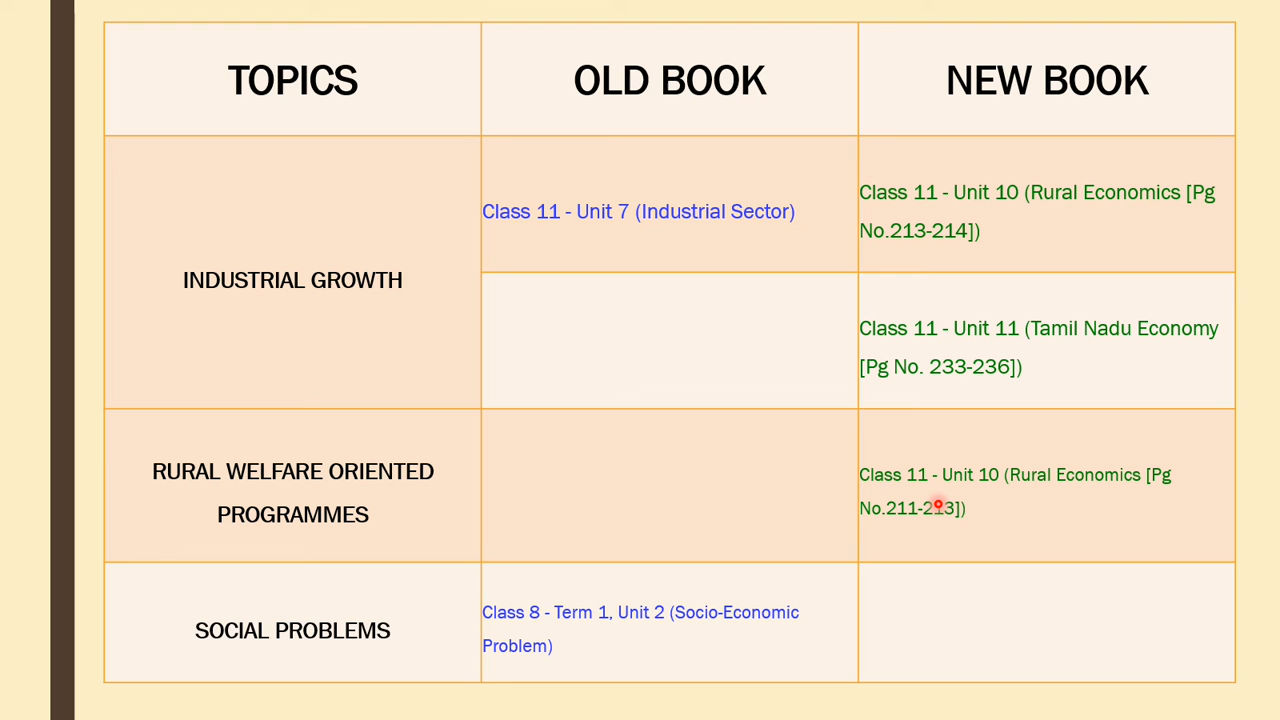 TOPICS
OLD BOOK
NEW BOOK
INDUSTRIAL GROWTH
Class 11 - Unit 7 (Industrial Sector)
Class 11 - Unit 10 (Rural Economics [Pg
No.213-214])
Class 11 - Unit 11 (Tamil Nadu Economy
[Pg No. 233-236])
RURAL WELFARE ORIENTED
PROGRAMMES
Class 11 - Unit 10 (Rural Economics [Pg
No.211-213])
SOCIAL PROBLEMS
Class 8 - Term 1, Unit 2 (Socio-Economic
Problem)